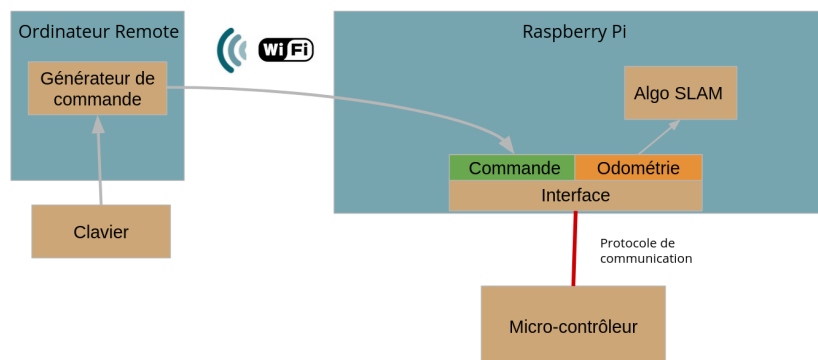 Ordinateur Remote
Générateur de
commande
Clavier
Wi Fi
Raspberry Pi
Algo SLAM
Commande
Odométrie
Interface
Protocole de
communication
Micro-contrôleur